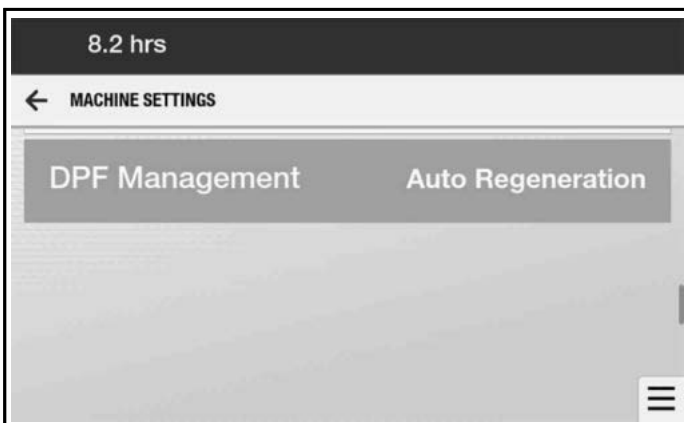 8.2 hrs
MACHINE SETTINGS
DPF Management Auto Regeneration